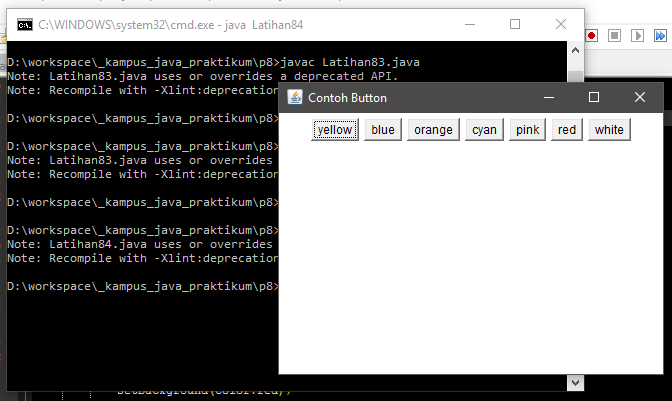 C:\WINDOWS\system32\cmd.exe - java Latihan84
D:\workspace\_kampus_java_praktikum\p8>javac Latihan83.java
Note: Latihan83.java uses or overrides a deprecated API.
Note: Recompile with -Xlint:deprecation
D:\workspace\_kampus_java_praktikum\p8>
D:\workspace\_kampus_java_praktikum\p8>
Note: Latihan83.java uses or overrides
Note: Recompile with -Xlint:deprecation
D:\workspace\_kampus_java_praktikum\p8>
D:\workspace\_kampus_java_praktikum\p8>
Note: Latihan84.java uses or overrides
Note: Recompile with -Xlint:deprecation
D:\workspace\_kampus_java_praktikum\p8>
Contoh Button
yellow blue orange cyan pink red white
setBackground(Color.red);